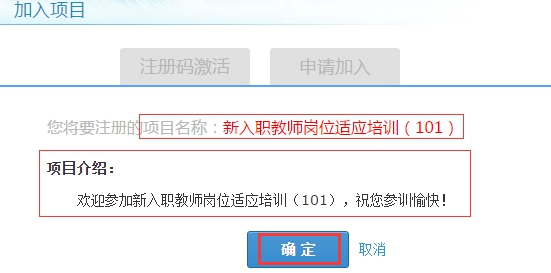 加入项目
注册码激活 申请加入
您将要注册的项目名称：新入职教师岗位适应培训（101）
项目介绍：
欢迎参加新入职教师岗位适应培训（101），祝您参训愉快！
确 定 取消